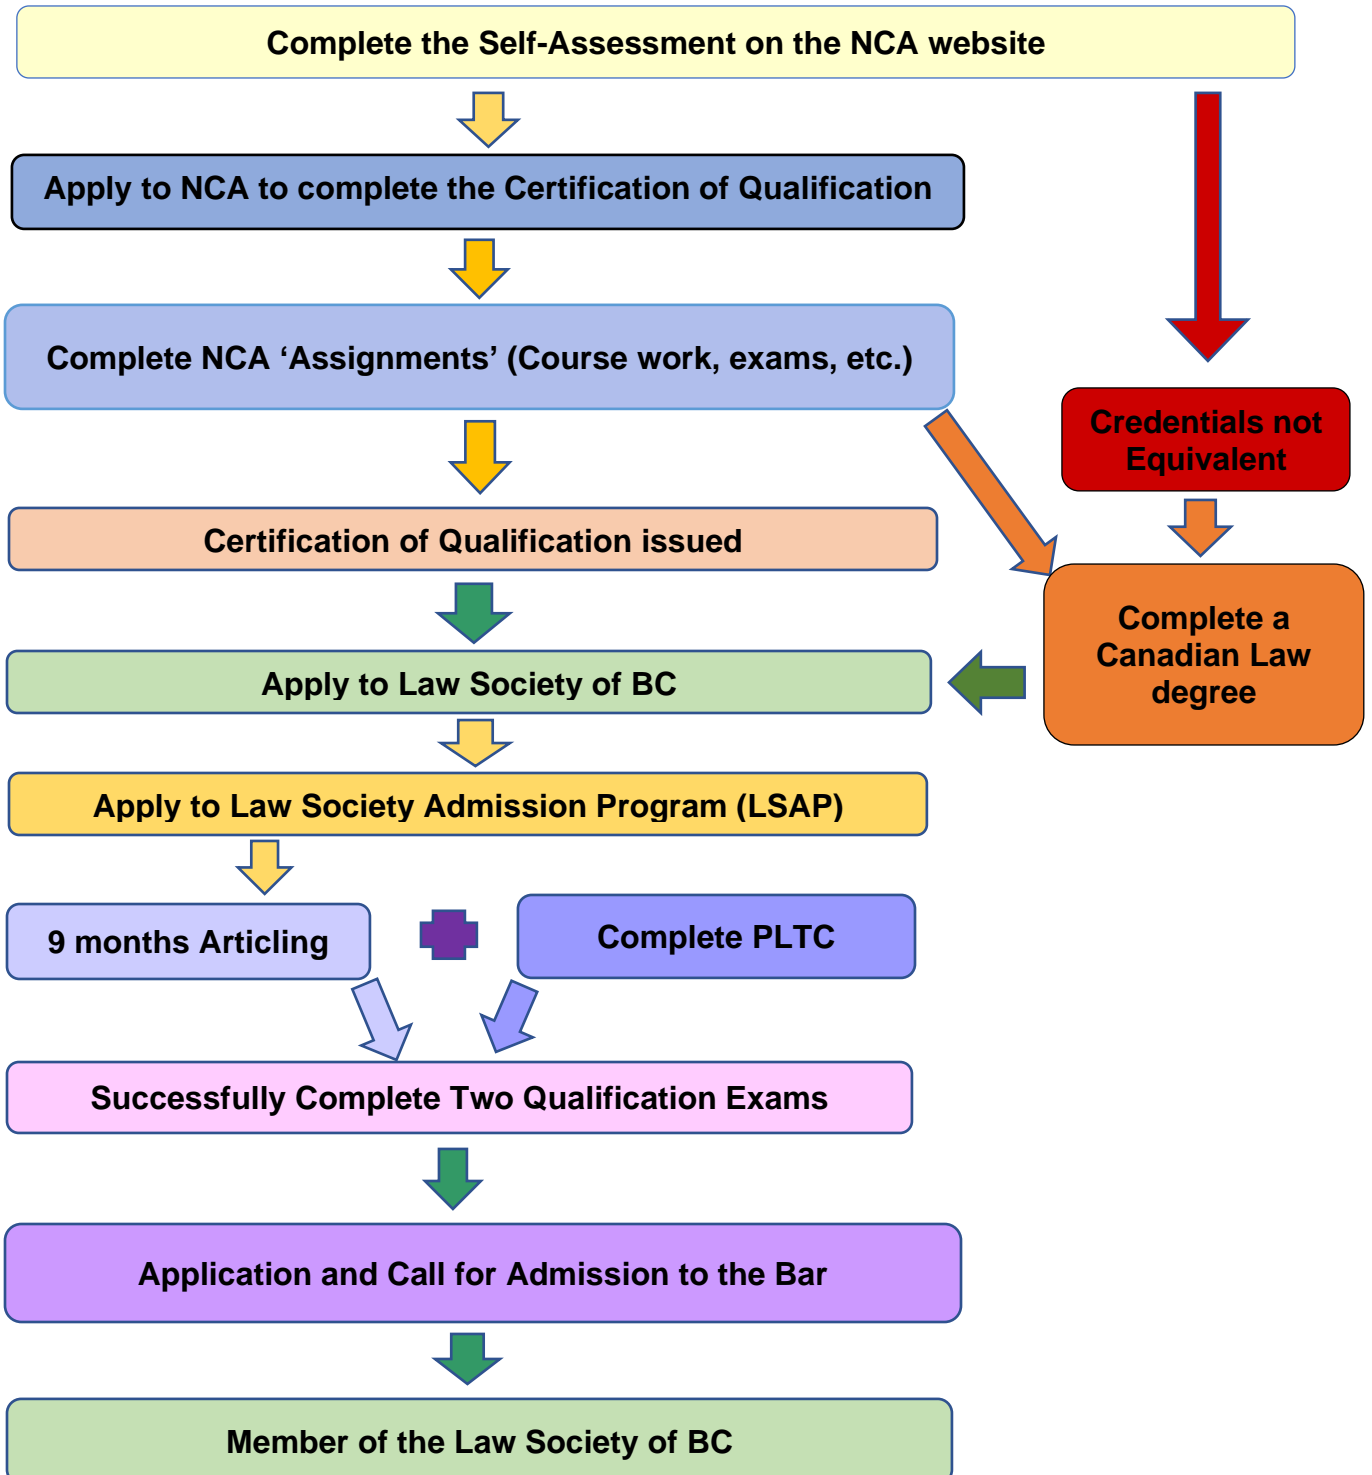 Complete the Self-Assessment on the NCA website
Apply to NCA to complete the Certification of Qualification
Complete NCA ‘Assignments’ (Course work, exams, etc.)
Credentials not
Equivalent
Certification of Qualification issued
Complete a
Canadian Law
degree
Apply to Law Society of BC
Apply to Law Society Admission Program (LSAP)
9 months Articling
Complete PLTC
Successfully Complete Two Qualification Exams
Application and Call for Admission to the Bar
Member of the Law Society of BC